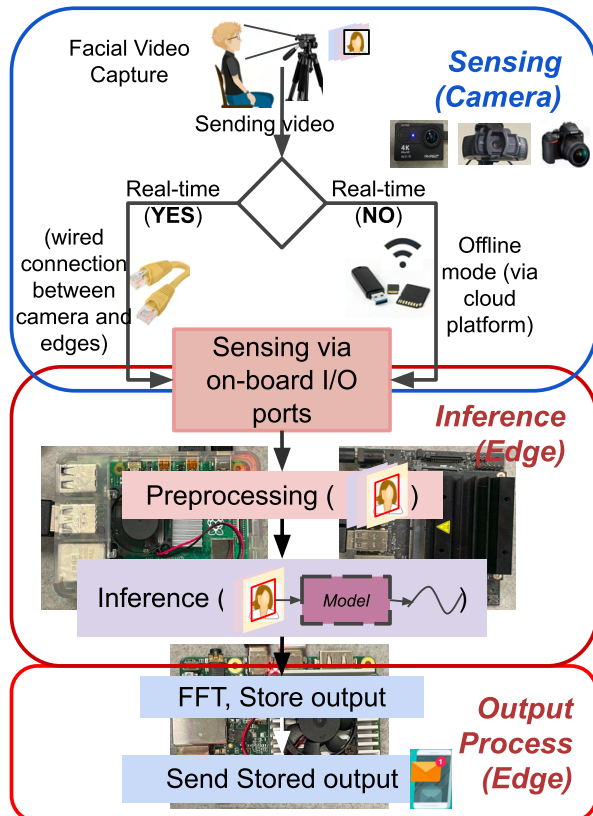 Facial Video
Capture
Sensing
(Camera)
Sending video
4K
Real-time
(YES)
Real-time
(NO)
(wired
connection
between
camera and
edges)
Offline
mode (via
cloud
platform)
Sensing via
on-board I/O
ports
Inference
(Edge)
Preprocessing ( )
Inference ( Model )
FFT, Store output
Output
Process
(Edge)
Send Stored output
1